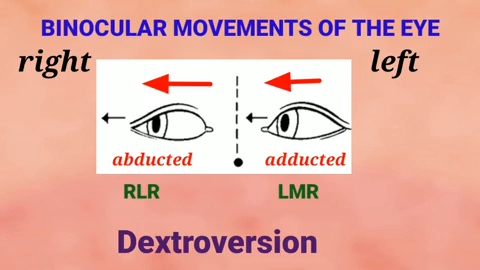 BINOCULAR MOVEMENTS OF THE EYE
right left
abducted adducted
RLR LMR
Dextroversion